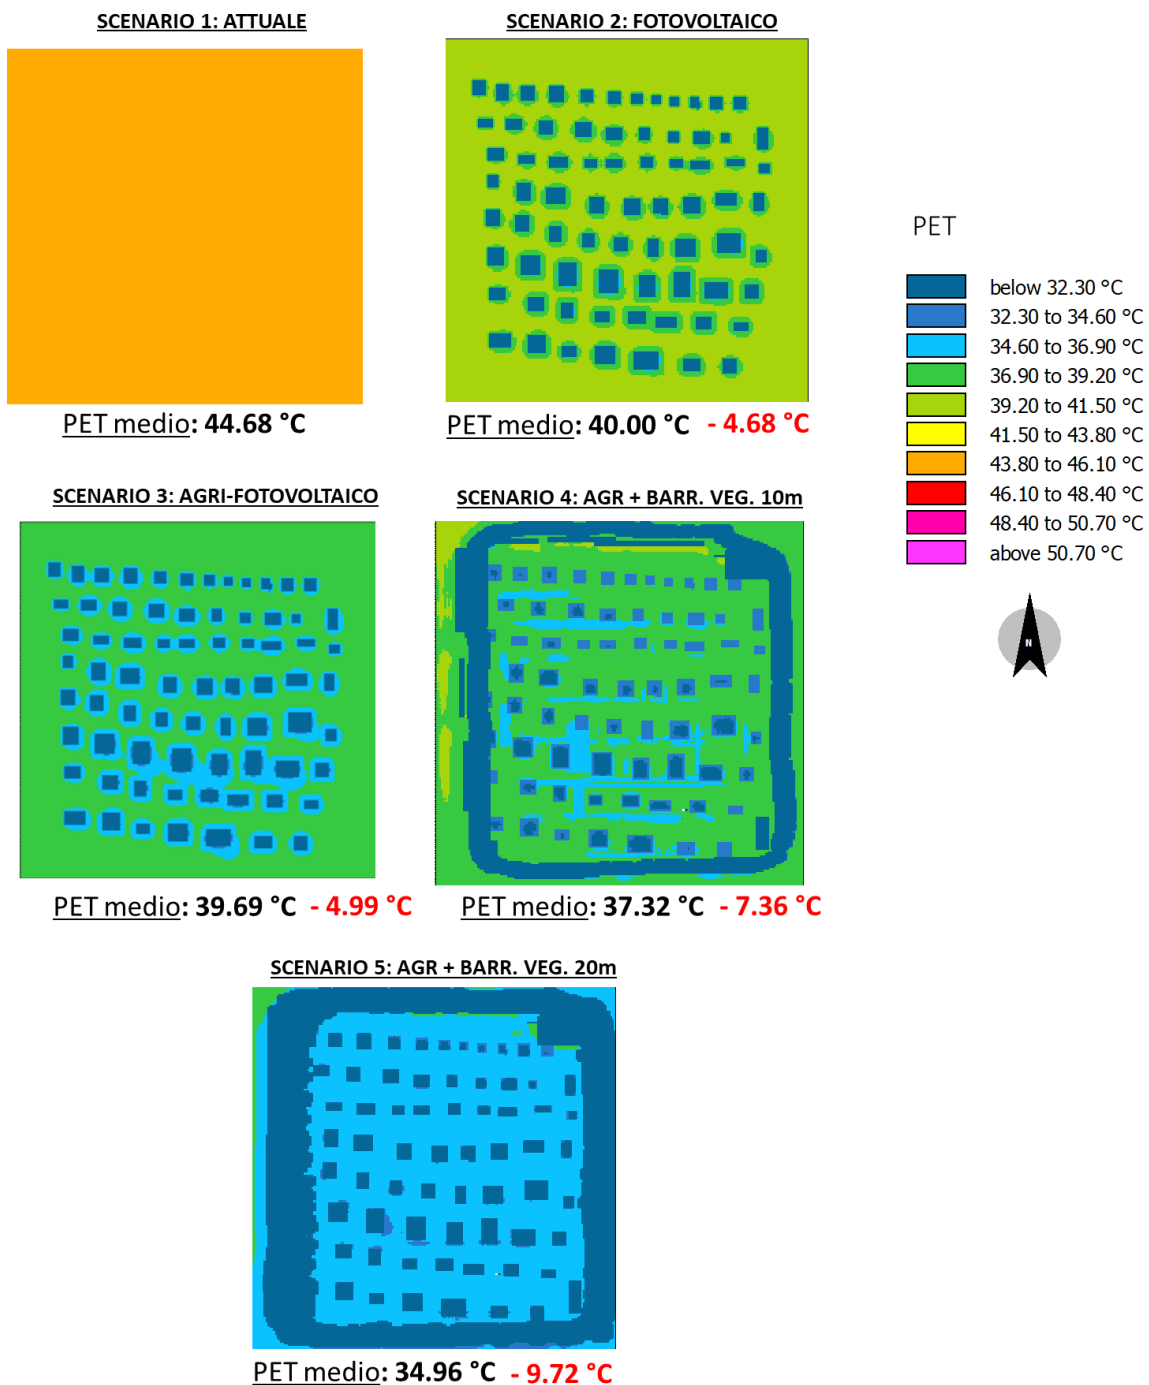 SCENARIO 1: ATTUALE
SCENARIO 2: FOTOVOLTAICO
PET medio: 44.68 °C
PET medio: 40.00 °C - 4.68 °C
SCENARIO 3: AGRI-FOTOVOLTAICO
SCENARIO 4: AGR + BARR. VEG. 10m
PET medio: 39.69 °C - 4.99 °C
PET medio: 37.32 °C - 7.36 °C
SCENARIO 5: AGR + BARR. VEG. 20m
PET medio: 34.96 °C - 9.72 °C
PET
below 32.30 °C
32.30 to 34.60 °C
34.60 to 36.90 °C
36.90 to 39.20 °C
39.20 to 41.50 °C
41.50 to 43.80 °C
43.80 to 46.10 °C
46.10 to 48.40 °C
48.40 to 50.70 °C
above 50.70 °C
N